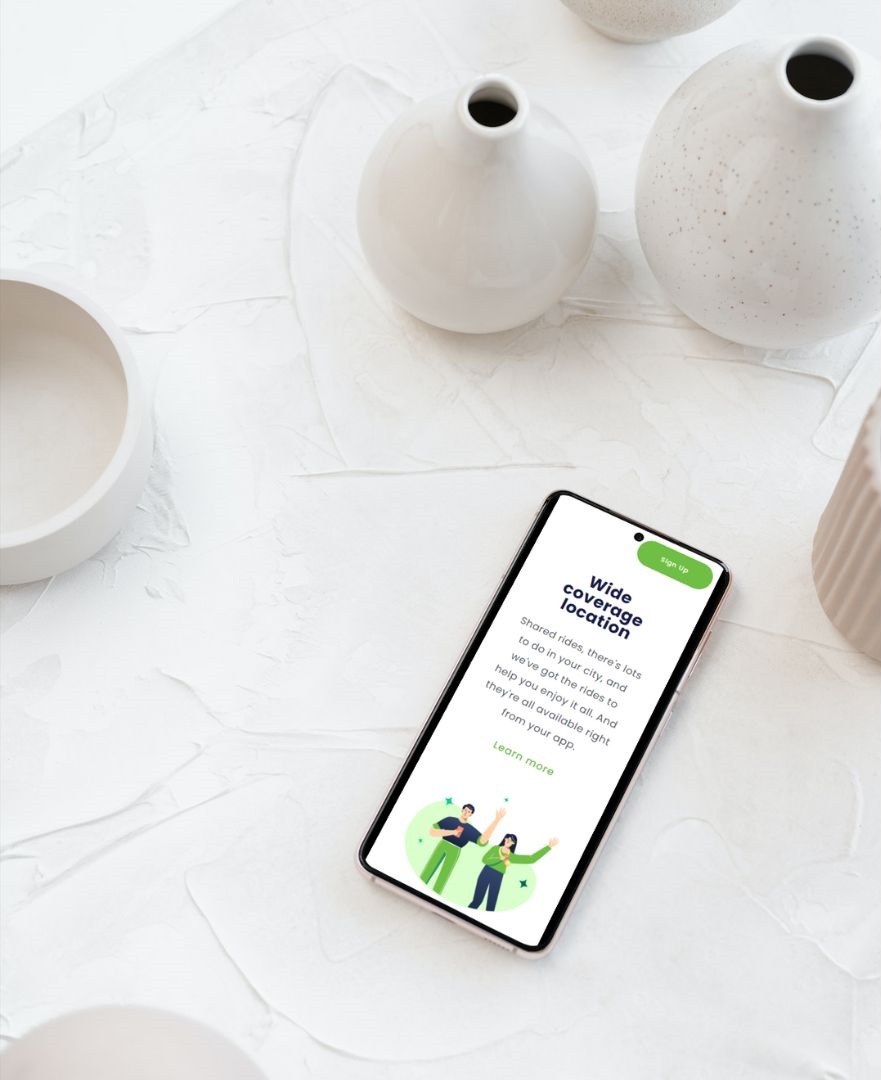 Sign Up
Wide
coverage
location
Shared rides, there's lots
to do in your city, and
we've got the rides to
help you enjoy it all. And
they're all available right
from your app.
Learn more